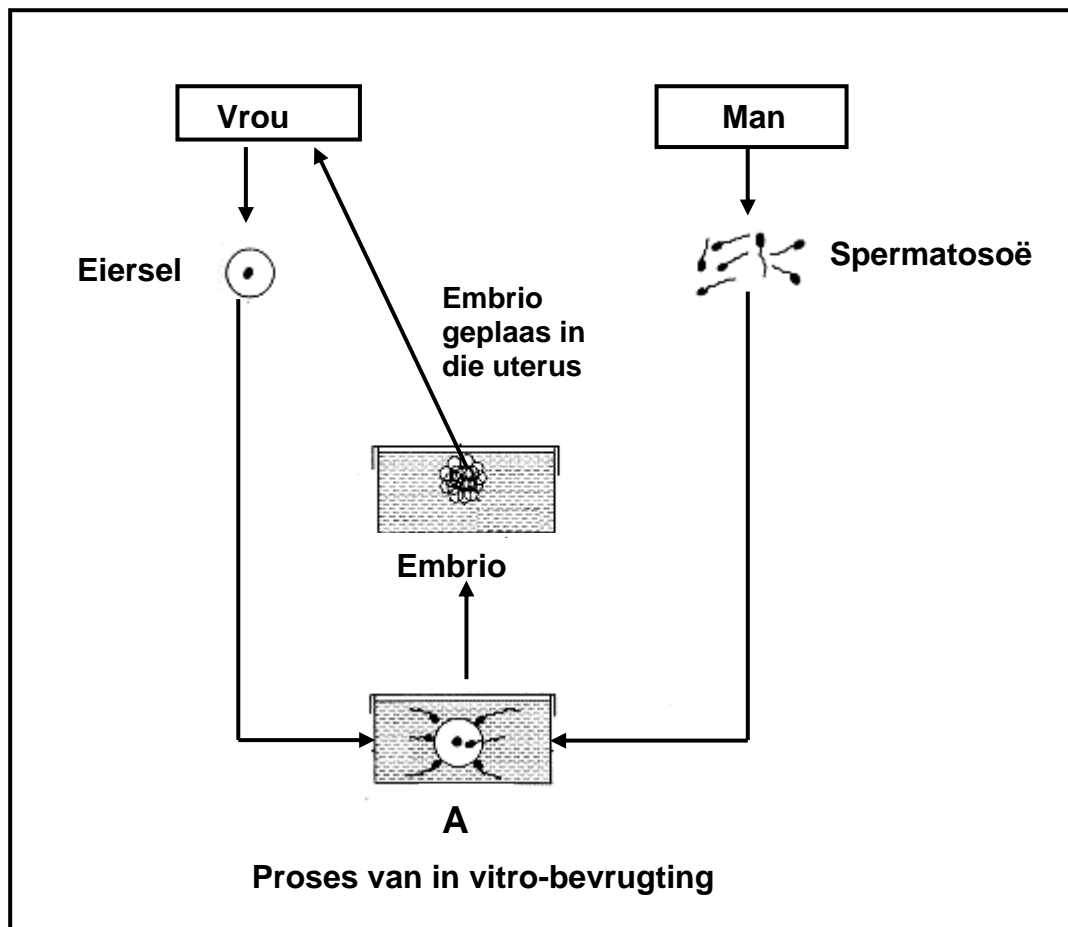 Vrou
Man
Eiersel
Spermatosoë
Embrio
geplaas in
die uterus
Embrio
A
Proses van in vitro-bevrugting